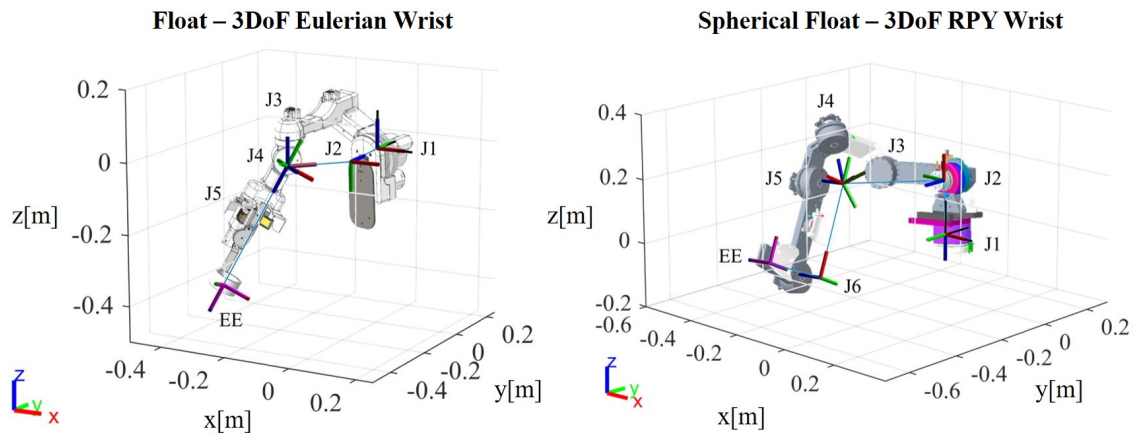 Float – 3DoF Eulerian Wrist
Spherical Float – 3DoF RPY Wrist
0.2
0
-0.2
-0.4
z[m]
-0.4
-0.2
0
0.2
x[m]
-0.4
-0.2
0
0.2
y[m]
J3
J4
J2
J1
J5
EE
z
y
x
0.4
0.2
0
-0.2
z[m]
-0.6
-0.4
-0.2
0
0.2
x[m]
-0.6
-0.4
-0.2
0
0.2
y[m]
J4
J3
J5
J2
J1
EE
J6
z
y
x